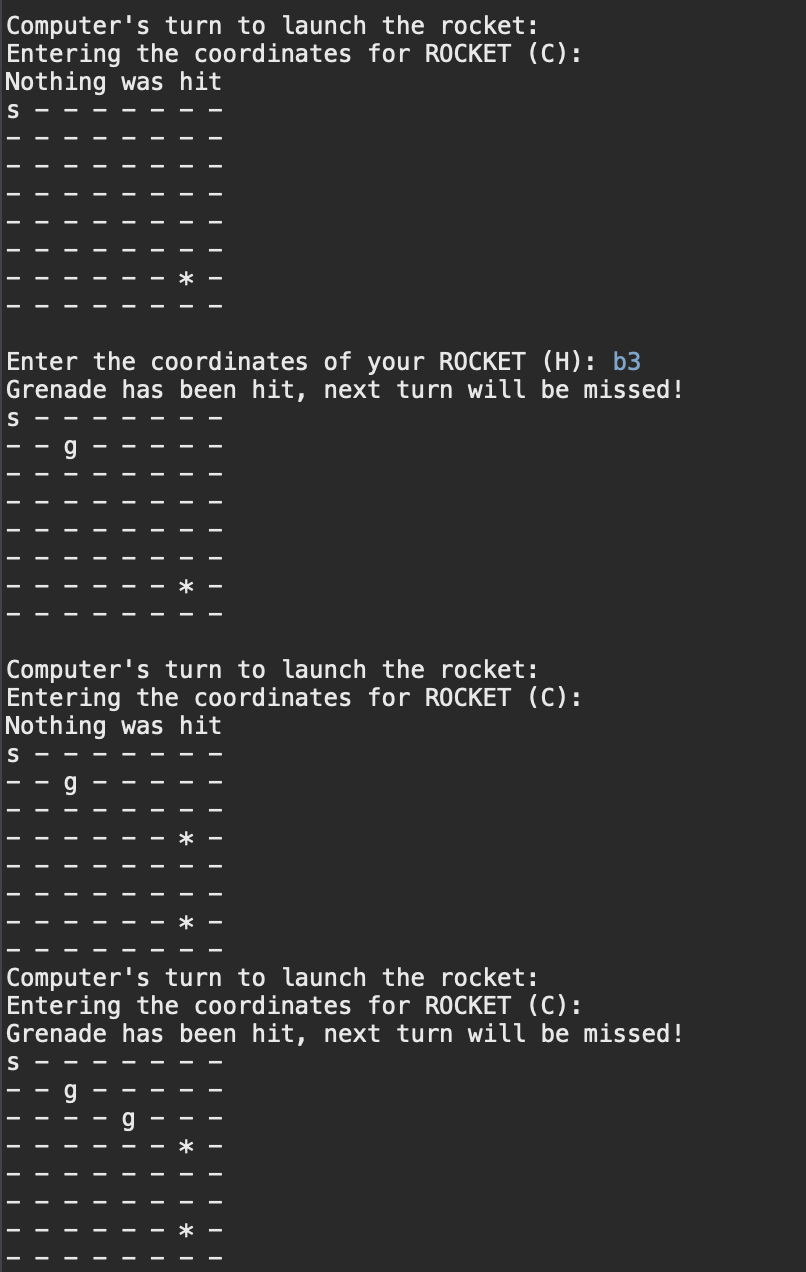 Computer's turn to launch the rocket:
Entering the coordinates for ROCKET (C):
Nothing was hit
s - - - - - - -
- - - - - - - -
- - - - - - - -
- - - - - - - -
- - - - - - - -
- - - - - - - -
- - - - - - * -
- - - - - - - -

Enter the coordinates of your ROCKET (H): b3
Grenade has been hit, next turn will be missed!
s - - - - - - -
- - g - - - - -
- - - - - - - -
- - - - - - - -
- - - - - - - -
- - - - - - - -
- - - - - - * -
- - - - - - - -

Computer's turn to launch the rocket:
Entering the coordinates for ROCKET (C):
Nothing was hit
s - - - - - - -
- - g - - - - -
- - - - - - - -
- - - - - - * -
- - - - - - - -
- - - - - - - -
- - - - - - * -
- - - - - - - -
Computer's turn to launch the rocket:
Entering the coordinates for ROCKET (C):
Grenade has been hit, next turn will be missed!
s - - - - - - -
- - g - - - - -
- - - - g - - -
- - - - - - * -
- - - - - - - -
- - - - - - - -
- - - - - - * -
- - - - - - - -